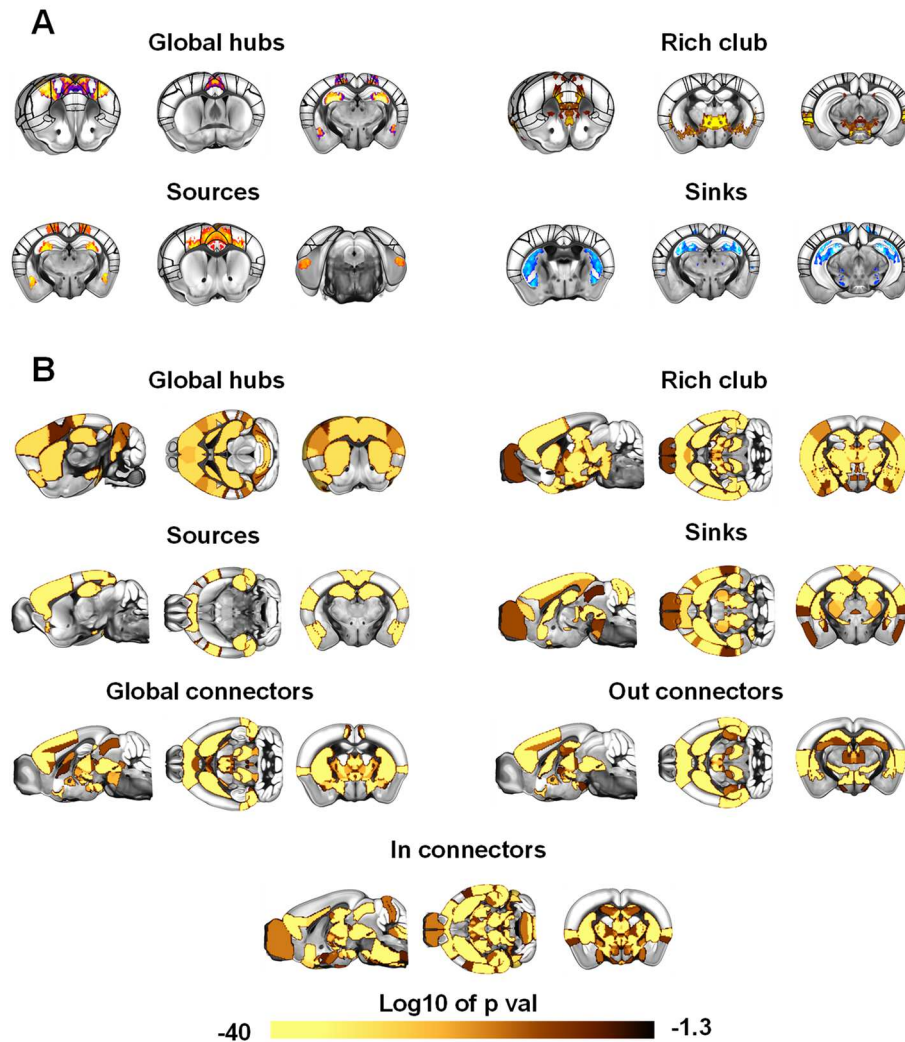 A
Global hubs
Rich club
Sources
Sinks
B
Global hubs
Rich club
Sources
Sinks
Global connectors
Out connectors
In connectors
Log10 of p val
-40
-1.3